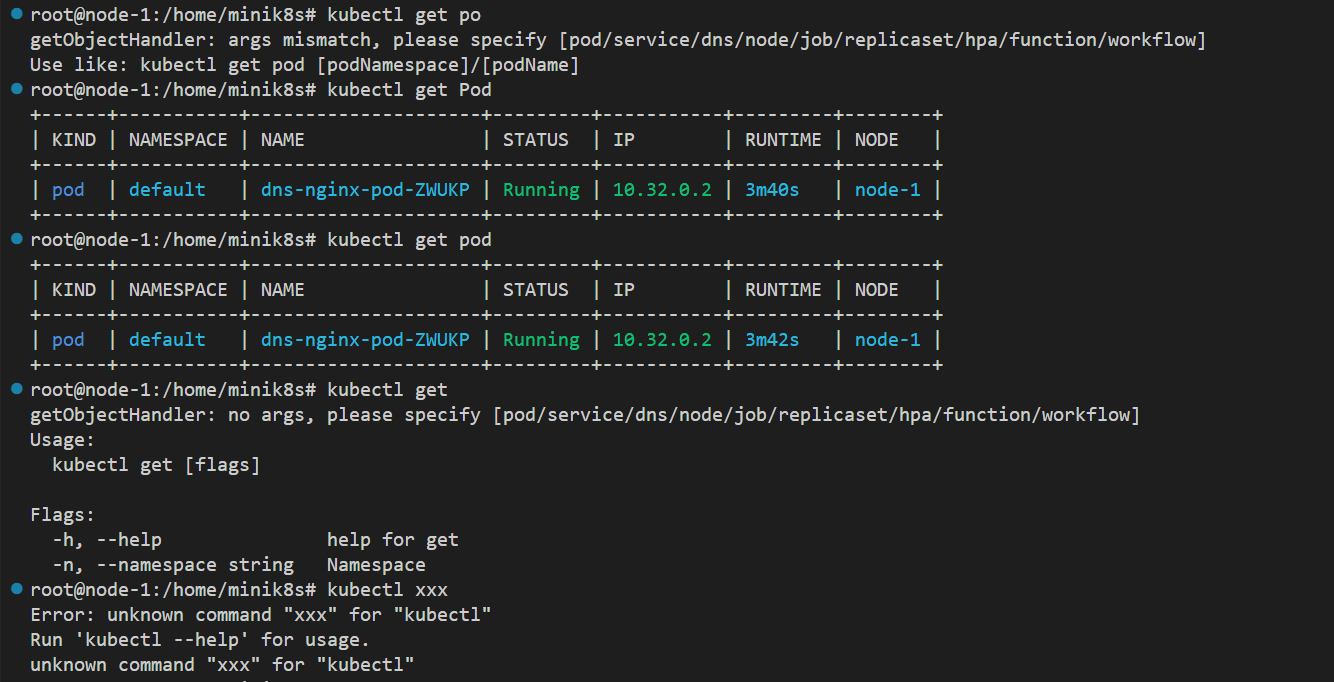 root@node-1:/home/minik8s# kubectl get po
getObjectHandler: args mismatch, please specify [pod/service/dns/node/job/replicaset/hpa/function/workflow]
Use like: kubectl get pod [podNamespace]/[podName]
root@node-1:/home/minik8s# kubectl get Pod
+------+-----------+---------------------+---------+-----------+---------+--------+
| KIND | NAMESPACE | NAME                | STATUS  | IP        | RUNTIME | NODE   |
+------+-----------+---------------------+---------+-----------+---------+--------+
| pod  | default   | dns-nginx-pod-ZWUKP | Running | 10.32.0.2 | 3m40s   | node-1 |
+------+-----------+---------------------+---------+-----------+---------+--------+
root@node-1:/home/minik8s# kubectl get pod
+------+-----------+---------------------+---------+-----------+---------+--------+
| KIND | NAMESPACE | NAME                | STATUS  | IP        | RUNTIME | NODE   |
+------+-----------+---------------------+---------+-----------+---------+--------+
| pod  | default   | dns-nginx-pod-ZWUKP | Running | 10.32.0.2 | 3m42s   | node-1 |
+------+-----------+---------------------+---------+-----------+---------+--------+
root@node-1:/home/minik8s# kubectl get
getObjectHandler: no args, please specify [pod/service/dns/node/job/replicaset/hpa/function/workflow]
Usage:
  kubectl get [flags]

Flags:
  -h, --help               help for get
  -n, --namespace string   Namespace
root@node-1:/home/minik8s# kubectl xxx
Error: unknown command "xxx" for "kubectl"
Run 'kubectl --help' for usage.
unknown command "xxx" for "kubectl"